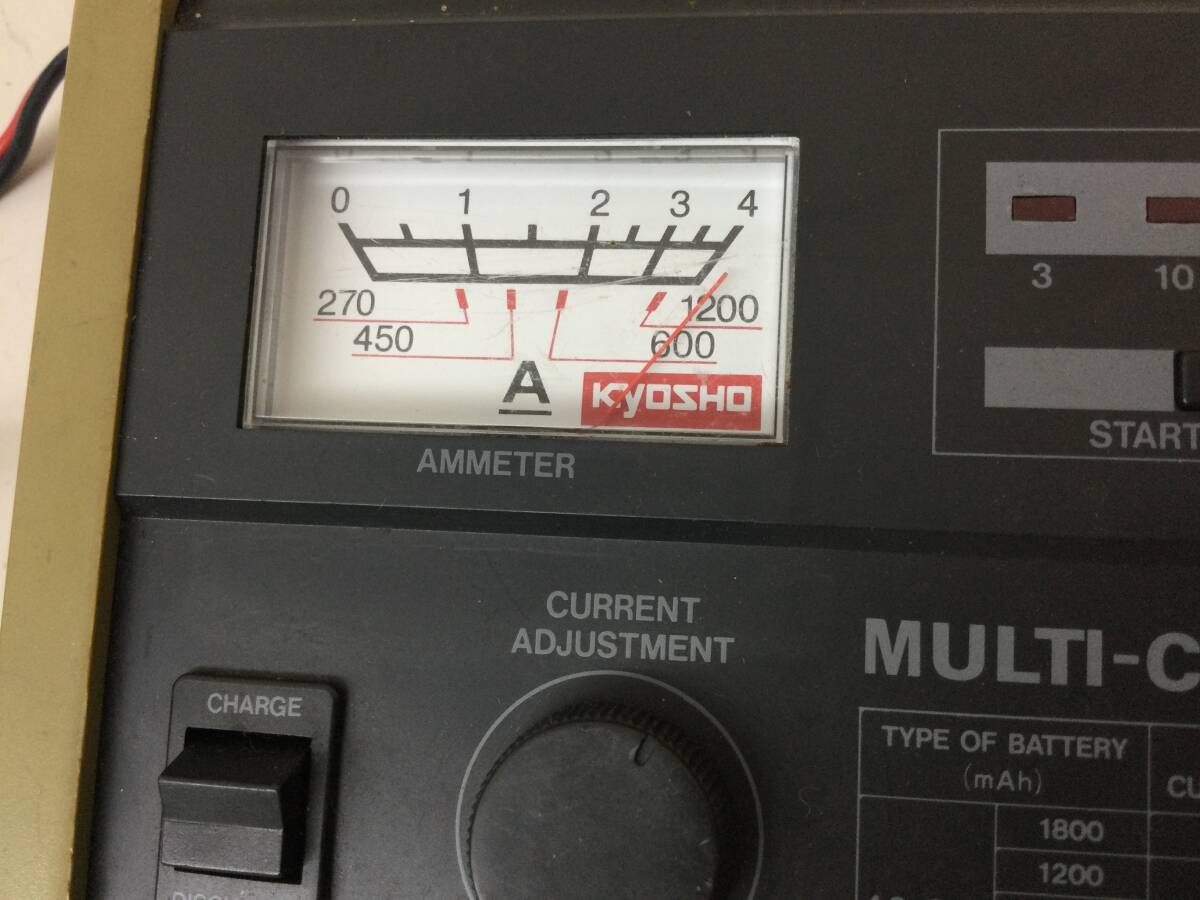 0 1 2 3 4
270 1200
450 600
A KYOSHO
AMMETER
3 10
START
CURRENT
ADJUSTMENT
MULTI-C
CHARGE
TYPE OF BATTERY
(mAh)
CU
1800
1200